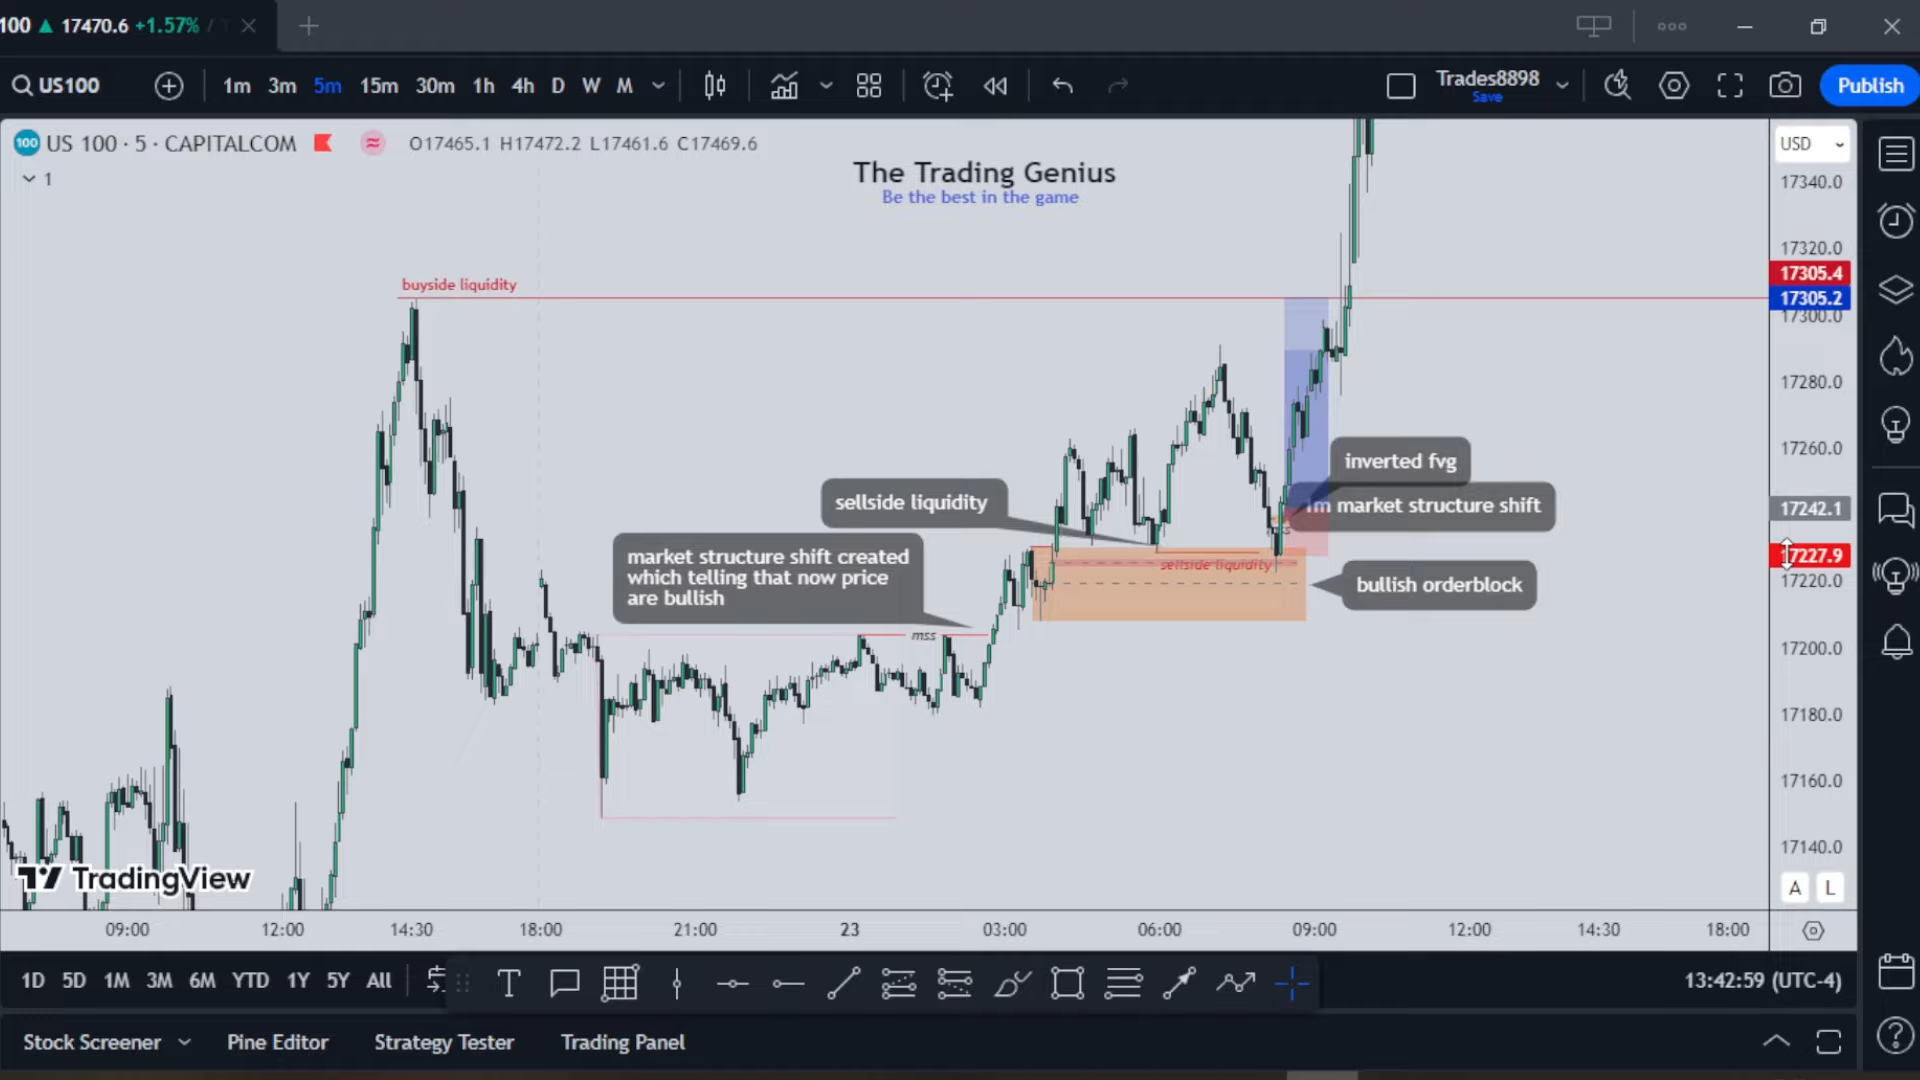 100 ▲ 17470.6 +1.57% /
US100
1m 3m 5m 15m 30m 1h 4h D W M
Trades8898
Save
Publish
US 100 · 5 · CAPITALCOM
O17465.1 H17472.2 L17461.6 C17469.6
1
The Trading Genius
Be the best in the game
USD
17340.0
17320.0
17305.4
17305.2
17300.0
17280.0
17260.0
17242.1
17227.9
17220.0
17200.0
17180.0
17160.0
17140.0
buyside liquidity
inverted fvg
sellside liquidity
1m market structure shift
market structure shift created
which telling that now price
are bullish
sellside liquidity
bullish orderblock
mss
TradingView
A L
09:00 12:00 14:30 18:00 21:00 23 03:00 06:00 09:00 12:00 14:30 18:00
1D 5D 1M 3M 6M YTD 1Y 5Y All
13:42:59 (UTC-4)
Stock Screener Pine Editor Strategy Tester Trading Panel